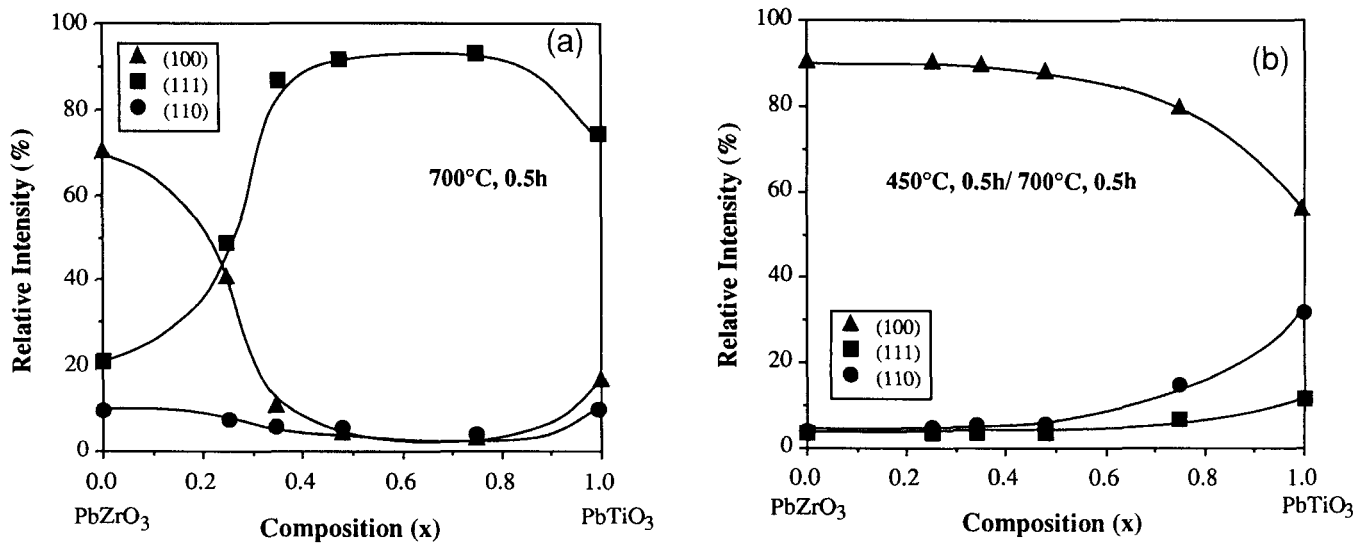 (a)
100
80
60
40
20
0
Relative Intensity (%)
(100)
(111)
(110)
700°C, 0.5h
0.0 0.2 0.4 0.6 0.8 1.0
PbZrO3 PbTiO3
Composition (x)
(b)
100
80
60
40
20
0
Relative Intensity (%)
450°C, 0.5h/ 700°C, 0.5h
(100)
(111)
(110)
0.0 0.2 0.4 0.6 0.8 1.0
PbZrO3 PbTiO3
Composition (x)